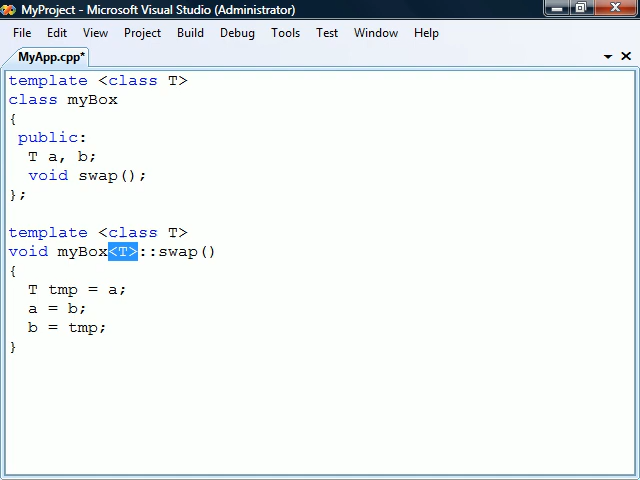 MyProject - Microsoft Visual Studio (Administrator)
File Edit View Project Build Debug Tools Test Window Help
MyApp.cpp*
template <class T>
class myBox
{
public:
T a, b;
void swap();
};
template <class T>
void myBox<T>::swap()
{
T tmp = a;
a = b;
b = tmp;
}